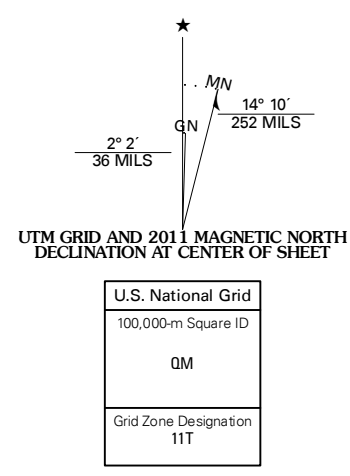 ★
MN
14° 10´
252 MILS
GN
2° 2´
36 MILS
UTM GRID AND 2011 MAGNETIC NORTH
DECLINATION AT CENTER OF SHEET
U.S. National Grid
100,000-m Square ID
QM
Grid Zone Designation
11T